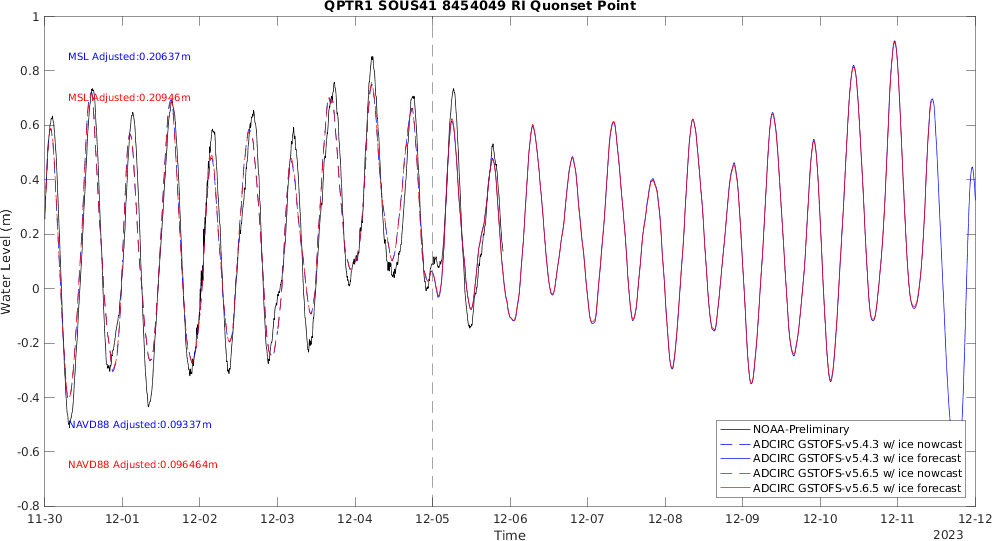 QPTR1 SOUS41 8454049 RI Quonset Point
1
0.8
0.6
0.4
0.2
0
-0.2
-0.4
-0.6
-0.8
Water Level (m)
MSL Adjusted:0.20637m
MSL Adjusted:0.20946m
NAVD88 Adjusted:0.09337m
NAVD88 Adjusted:0.096464m
NOAA-Preliminary
ADCIRC GSTOFS-v5.4.3 w/ ice nowcast
ADCIRC GSTOFS-v5.4.3 w/ ice forecast
ADCIRC GSTOFS-v5.6.5 w/ ice nowcast
ADCIRC GSTOFS-v5.6.5 w/ ice forecast
11-30 12-01 12-02 12-03 12-04 12-05 12-06 12-07 12-08 12-09 12-10 12-11 12-12
Time
2023